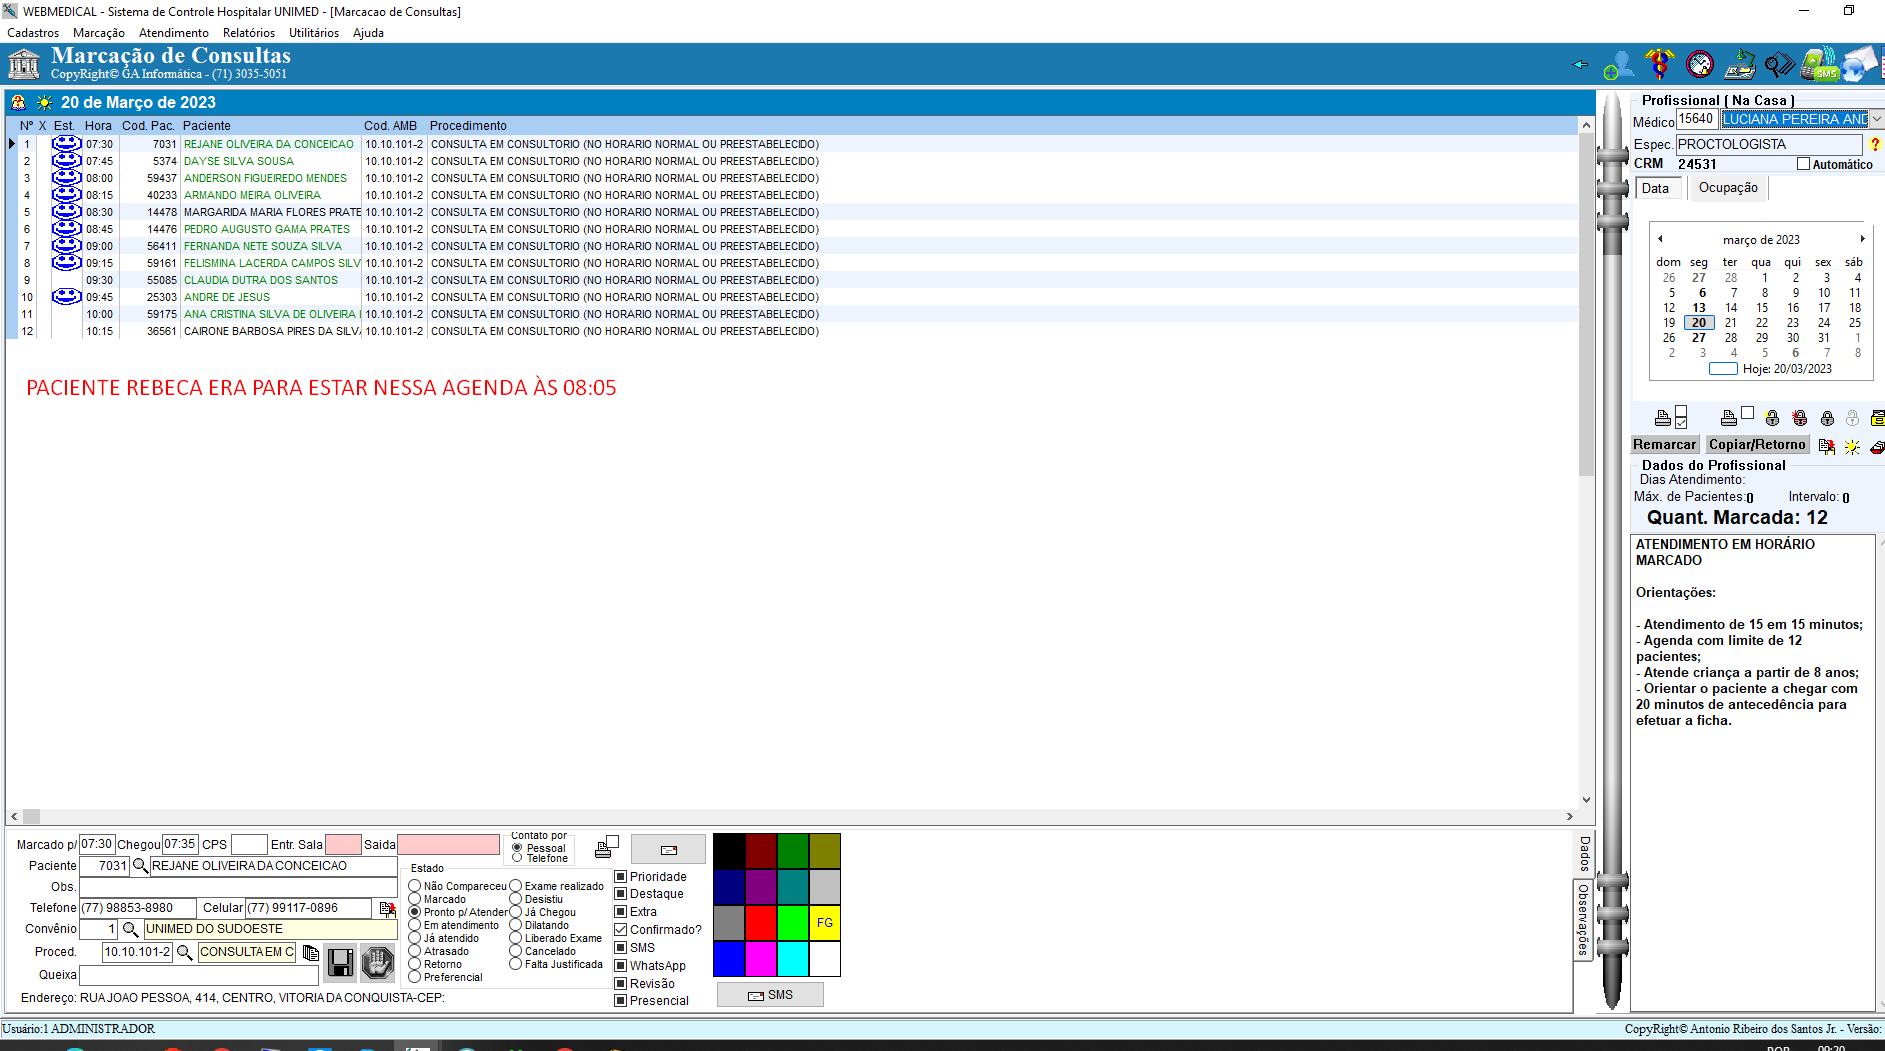 WEBMEDICAL - Sistema de Controle Hospitalar UNIMED - [Marcacao de Consultas]
Cadastros Marcação Atendimento Relatórios Utilitários Ajuda
Marcação de Consultas
CopyRight© GA Informática - (71) 3035-5051
SMS
20 de Março de 2023
Nº X Est. Hora Cod. Pac. Paciente Cod. AMB Procedimento
1 07:30 7031 REJANE OLIVEIRA DA CONCEICAO 10.10.101-2 CONSULTA EM CONSULTORIO (NO HORARIO NORMAL OU PREESTABELECIDO)
2 07:45 5374 DAYSE SILVA SOUSA 10.10.101-2 CONSULTA EM CONSULTORIO (NO HORARIO NORMAL OU PREESTABELECIDO)
3 08:00 59437 ANDERSON FIGUEIREDO MENDES 10.10.101-2 CONSULTA EM CONSULTORIO (NO HORARIO NORMAL OU PREESTABELECIDO)
4 08:15 40233 ARMANDO MEIRA OLIVEIRA 10.10.101-2 CONSULTA EM CONSULTORIO (NO HORARIO NORMAL OU PREESTABELECIDO)
5 08:30 14478 MARGARIDA MARIA FLORES PRATE 10.10.101-2 CONSULTA EM CONSULTORIO (NO HORARIO NORMAL OU PREESTABELECIDO)
6 08:45 14476 PEDRO AUGUSTO GAMA PRATES 10.10.101-2 CONSULTA EM CONSULTORIO (NO HORARIO NORMAL OU PREESTABELECIDO)
7 09:00 56411 FERNANDA NETE SOUZA SILVA 10.10.101-2 CONSULTA EM CONSULTORIO (NO HORARIO NORMAL OU PREESTABELECIDO)
8 09:15 59161 FELISMINA LACERDA CAMPOS SILV 10.10.101-2 CONSULTA EM CONSULTORIO (NO HORARIO NORMAL OU PREESTABELECIDO)
9 09:30 55085 CLAUDIA DUTRA DOS SANTOS 10.10.101-2 CONSULTA EM CONSULTORIO (NO HORARIO NORMAL OU PREESTABELECIDO)
10 09:45 25303 ANDRE DE JESUS 10.10.101-2 CONSULTA EM CONSULTORIO (NO HORARIO NORMAL OU PREESTABELECIDO)
11 10:00 59175 ANA CRISTINA SILVA DE OLIVEIRA 10.10.101-2 CONSULTA EM CONSULTORIO (NO HORARIO NORMAL OU PREESTABELECIDO)
12 10:15 36561 CAIRONE BARBOSA PIRES DA SILV 10.10.101-2 CONSULTA EM CONSULTORIO (NO HORARIO NORMAL OU PREESTABELECIDO)
PACIENTE REBECA ERA PARA ESTAR NESSA AGENDA ÀS 08:05
Profissional ( Na Casa )
Médico 15640 LUCIANA PEREIRA AND
Espec. PROCTOLOGISTA ?
CRM 24531 Automático
Data Ocupação
março de 2023
dom seg ter qua qui sex sáb
26 27 28 1 2 3 4
5 6 7 8 9 10 11
12 13 14 15 16 17 18
19 20 21 22 23 24 25
26 27 28 29 30 31 1
2 3 4 5 6 7 8
Hoje: 20/03/2023
Remarcar Copiar/Retorno
Dados do Profissional
Dias Atendimento:
Máx. de Pacientes: 0 Intervalo: 0
Quant. Marcada: 12
ATENDIMENTO EM HORÁRIO
MARCADO
Orientações:
- Atendimento de 15 em 15 minutos;
- Agenda com limite de 12
pacientes;
- Atende criança a partir de 8 anos;
- Orientar o paciente a chegar com
20 minutos de antecedência para
efetuar a ficha.
Marcado p/ 07:30 Chegou 07:35 CPS Entr. Sala Saida
Paciente 7031 REJANE OLIVEIRA DA CONCEICAO
Obs.
Telefone (77) 98853-8980 Celular (77) 99117-0896
Convênio 1 UNIMED DO SUDOESTE
Proced. 10.10.101-2 CONSULTA EM C
Queixa
Endereço: RUA JOAO PESSOA, 414, CENTRO, VITORIA DA CONQUISTA-CEP:
Contato por
Pessoal
Telefone
Estado
Não Compareceu Exame realizado
Marcado Desistiu
Pronto p/ Atender Já Chegou
Em atendimento Dilatando
Já atendido Liberado Exame
Atrasado Cancelado
Retorno Falta Justificada
Preferencial
Prioridade
Destaque
Extra
Confirmado?
SMS
WhatsApp
Revisão
Presencial
FG
SMS
Dados
Observações
Usuário:1 ADMINISTRADOR
CopyRight© Antonio Ribeiro dos Santos Jr. - Versão: